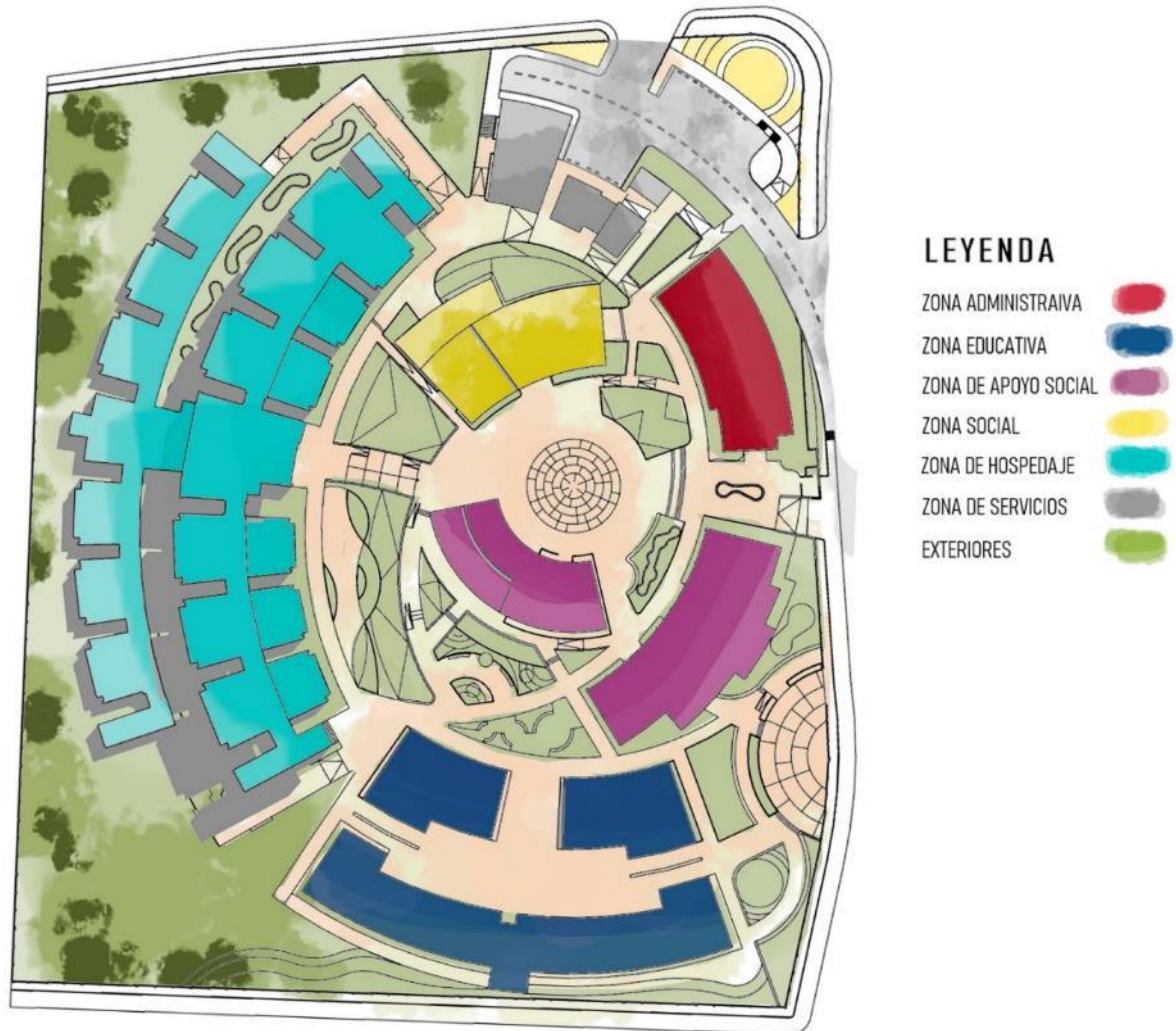 LEYENDA
ZONA ADMINISTRAIVA
ZONA EDUCATIVA
ZONA DE APOYO SOCIAL
ZONA SOCIAL
ZONA DE HOSPEDAJE
ZONA DE SERVICIOS
EXTERIORES